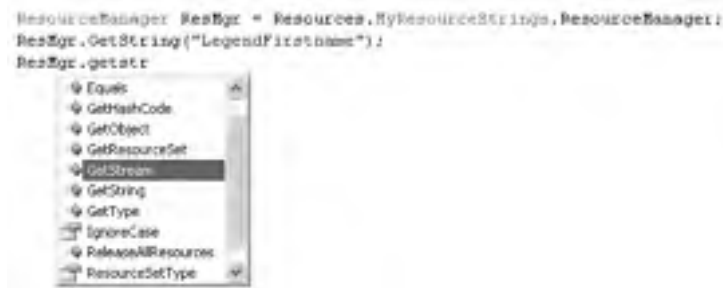 ResourceManager ResMgr = Resources.MyResourceStrings.ResourceManager;
ResMgr.GetString("LegendFirstname");
ResMgr.getstr
Equals
GetHashCode
GetObject
GetResourceSet
GetStream
GetString
GetType
IgnoreCase
ReleaseAllResources
ResourceSetType